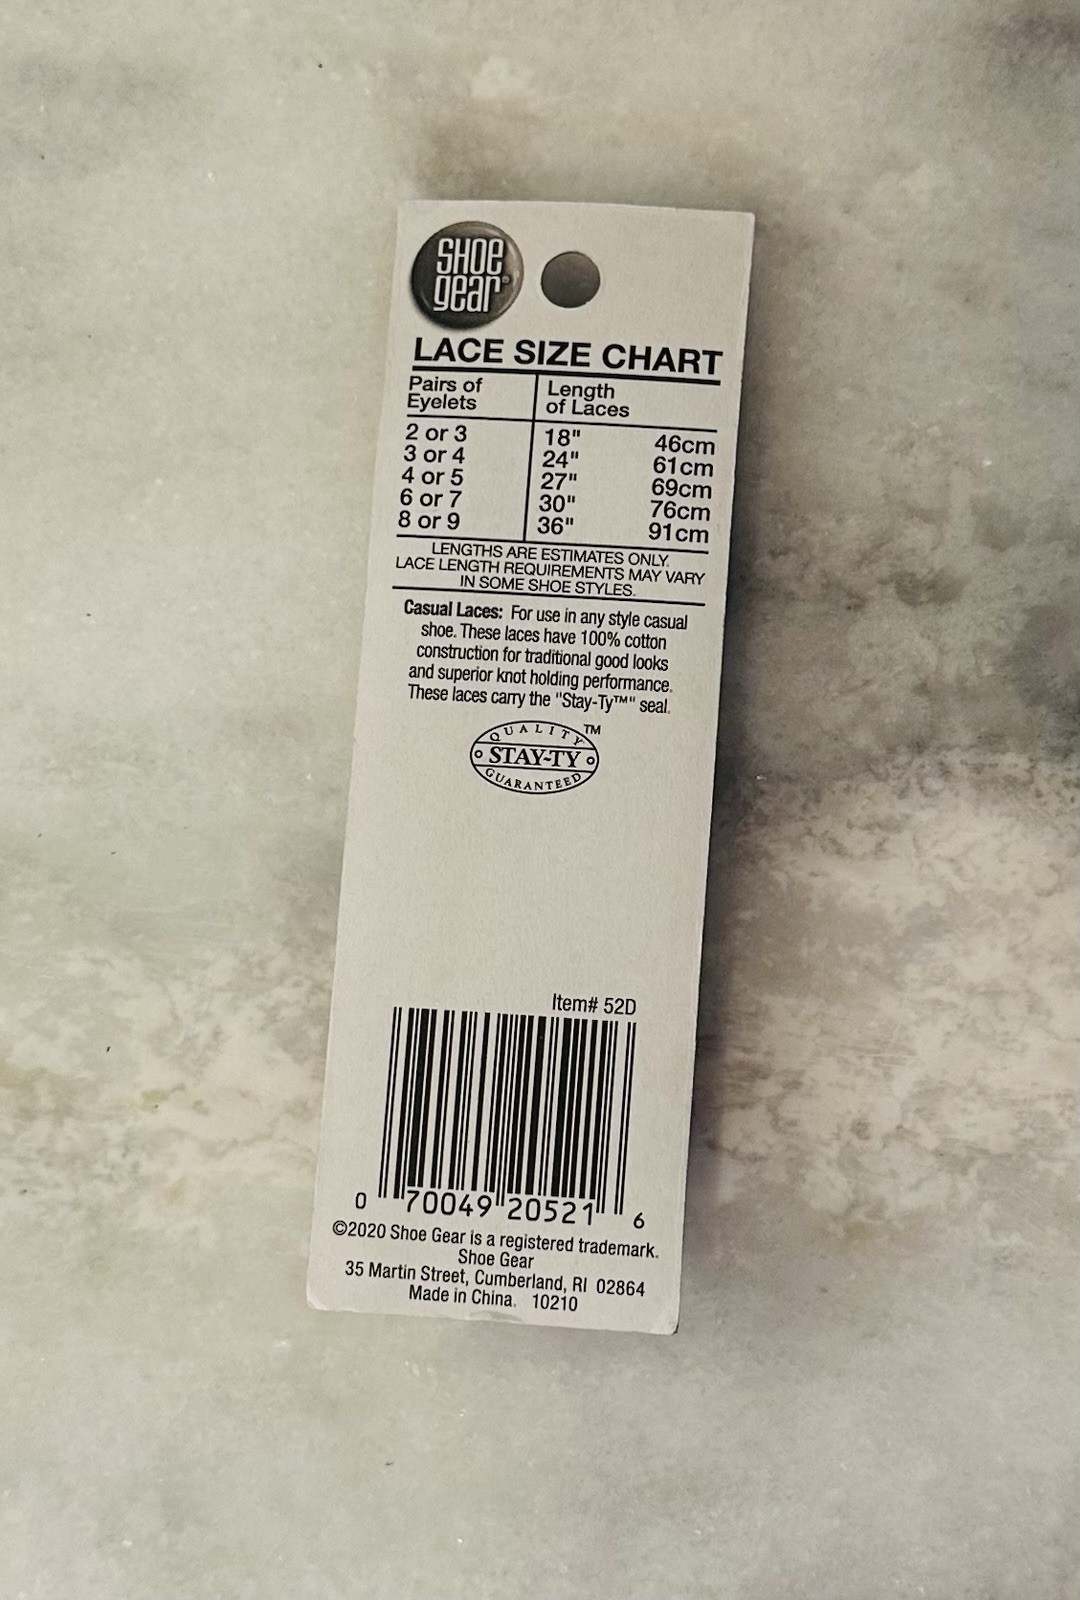 SHOE
gear®
LACE SIZE CHART
Pairs of
Eyelets
Length
of Laces
2 or 3 18" 46cm
3 or 4 24" 61cm
4 or 5 27" 69cm
6 or 7 30" 76cm
8 or 9 36" 91cm
LENGTHS ARE ESTIMATES ONLY.
LACE LENGTH REQUIREMENTS MAY VARY
IN SOME SHOE STYLES.
Casual Laces: For use in any style casual
shoe. These laces have 100% cotton
construction for traditional good looks
and superior knot holding performance.
These laces carry the "Stay-Ty™" seal.
QUALITY ™
STAY-TY
GUARANTEED
Item# 52D
0 70049 20521 6
©2020 Shoe Gear is a registered trademark.
Shoe Gear
35 Martin Street, Cumberland, RI 02864
Made in China. 10210